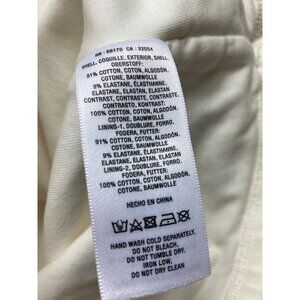 RN : 66170 CA : 32054
SHELL, COQUILLE, EXTERIOR, SHELL,
OBERSTOFF:
91% COTTON, COTON, ALGODÓN,
COTONE, BAUMWOLLE
9% ELASTANE, ÉLASTHANNE,
ELASTANE, ELASTAN, ELASTAN
CONTRAST, CONTRASTE, CONTRASTE,
CONTRASTO, KONTRAST
100% COTTON, COTON, ALGODÓN,
COTONE, BAUMWOLLE
LINING-1, DOUBLURE, FORRO,
FODERA, FUTTER:
91% COTTON, COTON, ALGODÓN,
COTONE, BAUMWOLLE
9% ELASTANE, ÉLASTHANNE,
ELASTANE, ELASTAN, ELASTAN
LINING-2, DOUBLURE, FORRO,
FODERA, FUTTER:
100% COTTON, COTON, ALGODÓN,
COTONE, BAUMWOLLE
HECHO EN CHINA
HAND WASH COLD SEPARATELY,
DO NOT BLEACH,
DO NOT TUMBLE DRY,
IRON LOW,
DO NOT DRY CLEAN